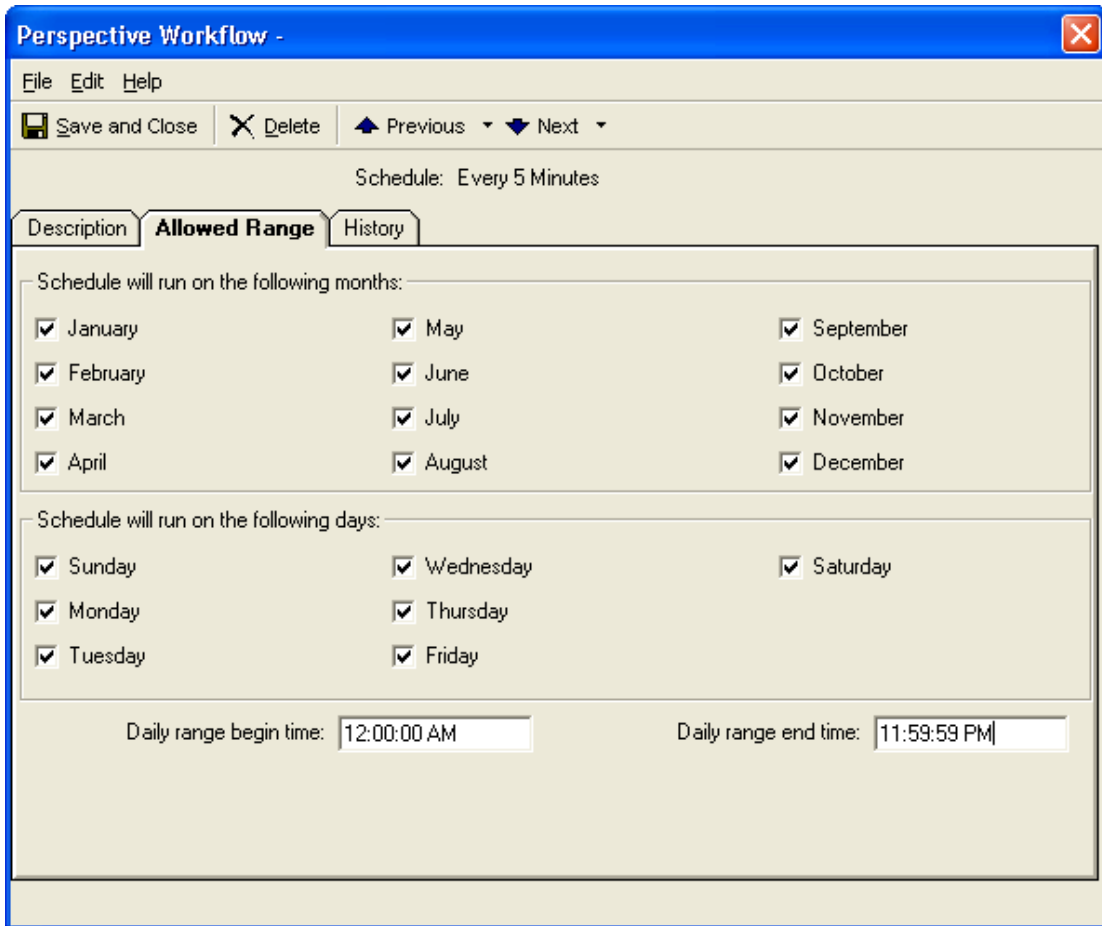 Perspective Workflow -
File Edit Help
Save and Close Delete Previous Next
Schedule: Every 5 Minutes
Description Allowed Range History
Schedule will run on the following months:
January May September
February June October
March July November
April August December
Schedule will run on the following days:
Sunday Wednesday Saturday
Monday Thursday
Tuesday Friday
Daily range begin time: 12:00:00 AM Daily range end time: 11:59:59 PM